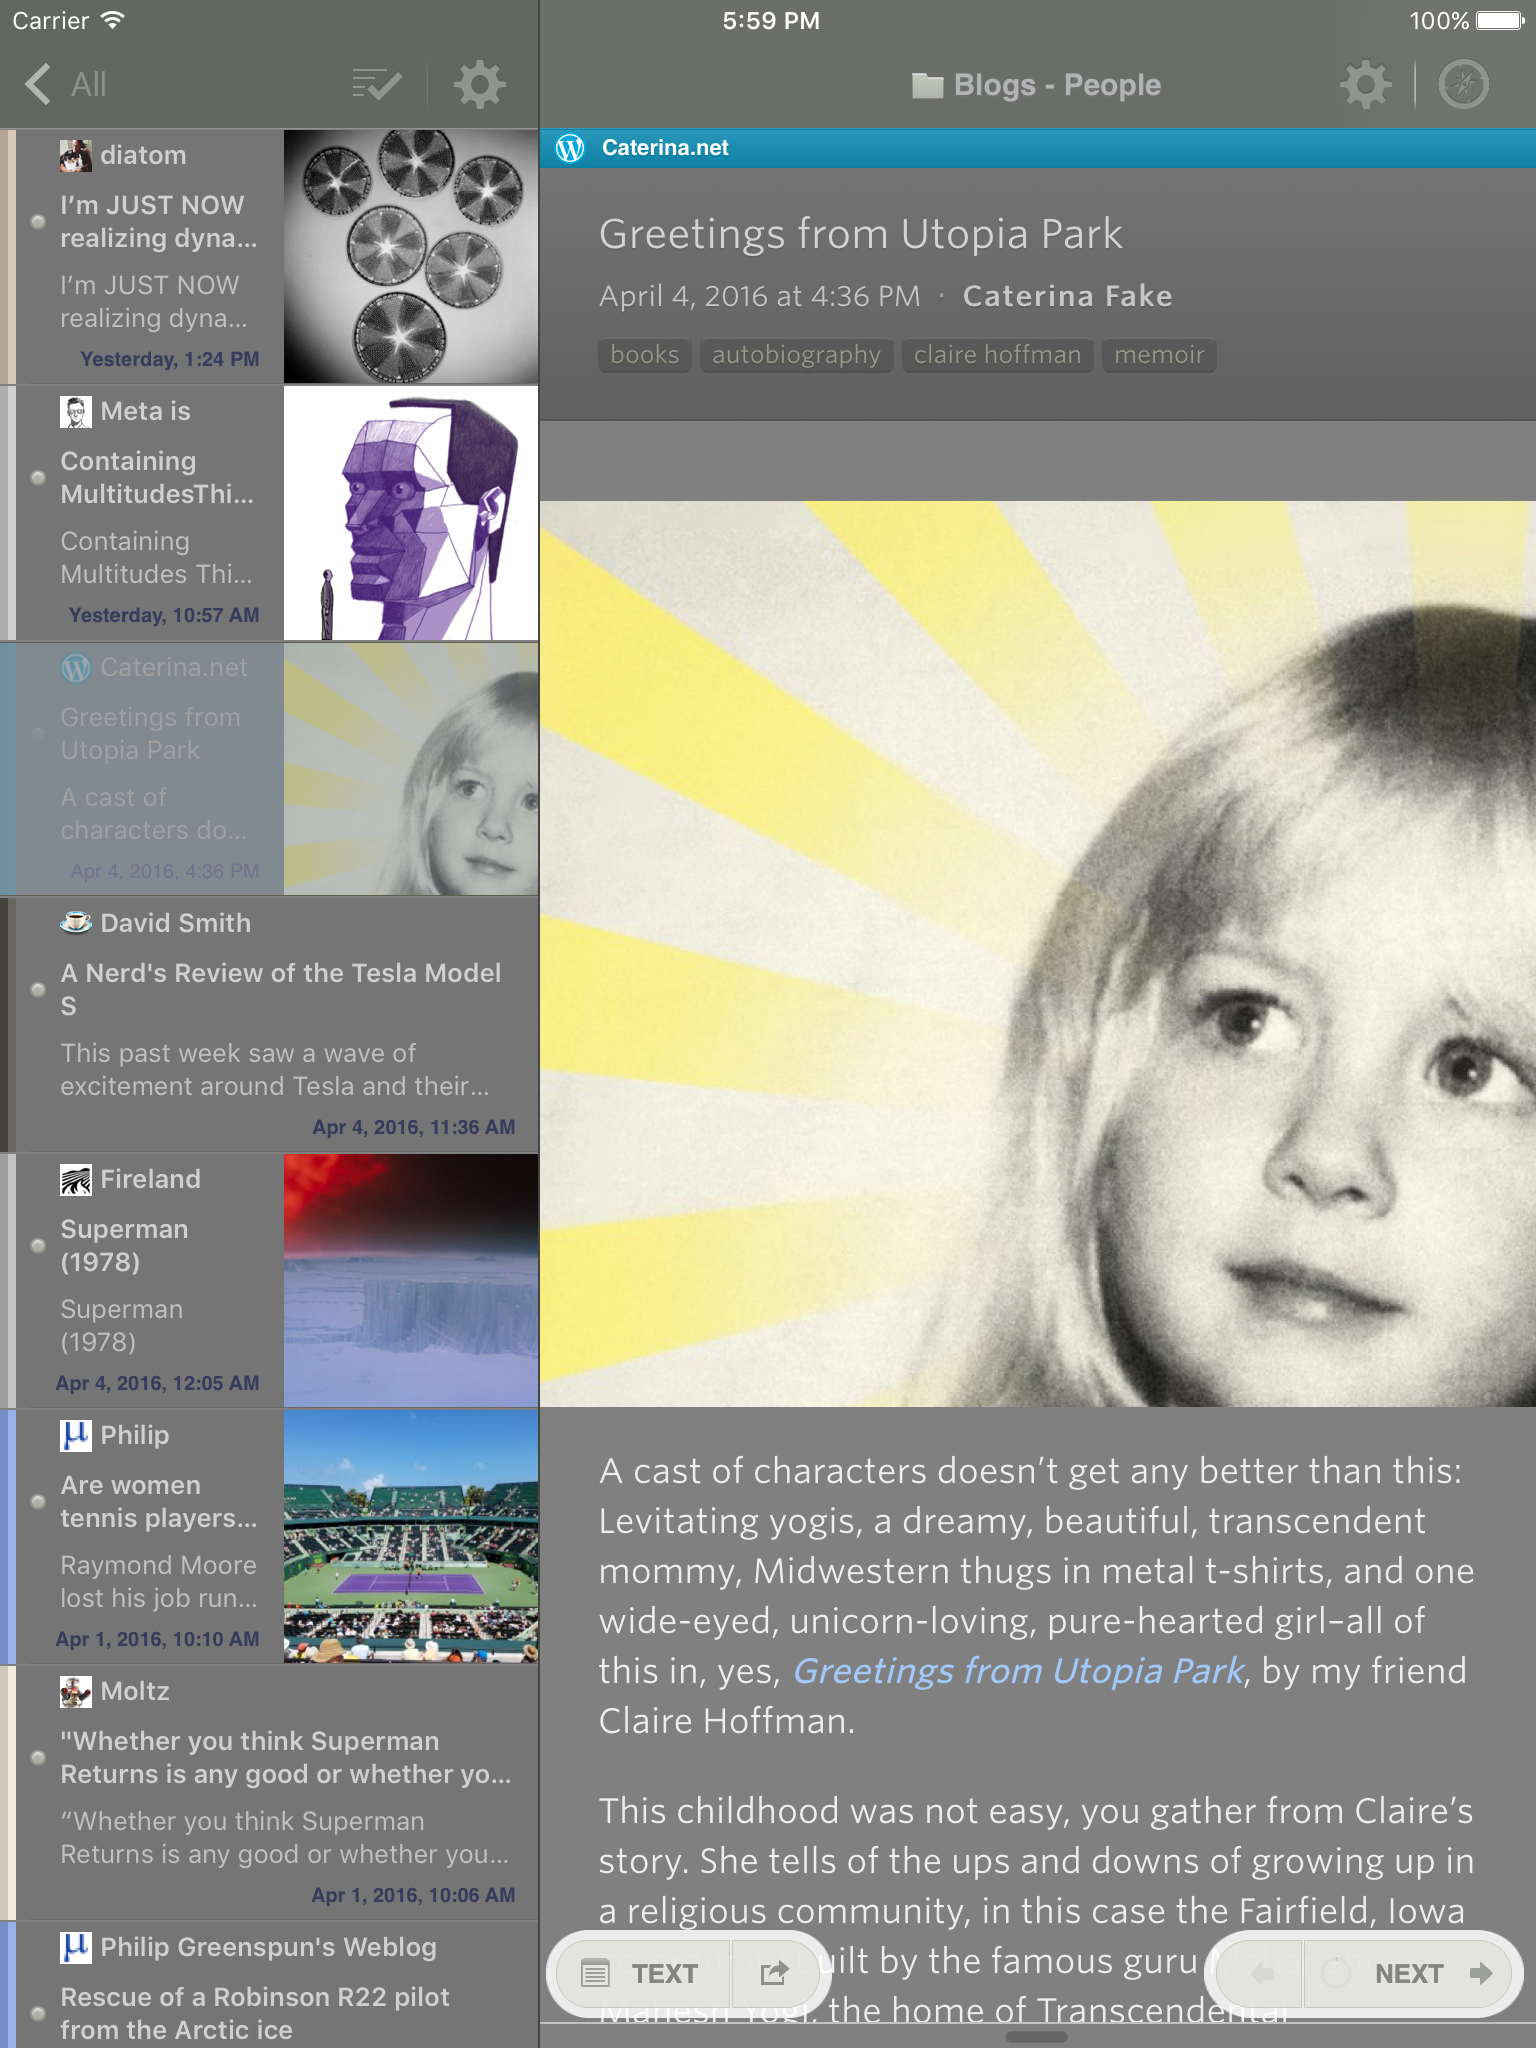 Carrier
5:59 PM
100%
All
Blogs - People
diatom
I'm JUST NOW
realizing dyna...
I'm JUST NOW
realizing dyna...
Yesterday, 1:24 PM
Meta is
Containing
MultitudesThi...
Containing
Multitudes Thi...
Yesterday, 10:57 AM
Caterina.net
Greetings from
Utopia Park
A cast of
characters do...
Apr 4, 2016, 4:36 PM
David Smith
A Nerd's Review of the Tesla Model
S
This past week saw a wave of
excitement around Tesla and their...
Apr 4, 2016, 11:36 AM
Fireland
Superman
(1978)
Superman
(1978)
Apr 4, 2016, 12:05 AM
Philip
Are women
tennis players...
Raymond Moore
lost his job run...
Apr 1, 2016, 10:10 AM
Moltz
"Whether you think Superman
Returns is any good or whether yo...
“Whether you think Superman
Returns is any good or whether you...
Apr 1, 2016, 10:06 AM
Philip Greenspun's Weblog
Rescue of a Robinson R22 pilot
from the Arctic ice
Caterina.net
Greetings from Utopia Park
April 4, 2016 at 4:36 PM · Caterina Fake
books autobiography claire hoffman memoir
A cast of characters doesn’t get any better than this:
Levitating yogis, a dreamy, beautiful, transcendent
mommy, Midwestern thugs in metal t-shirts, and one
wide-eyed, unicorn-loving, pure-hearted girl–all of
this in, yes, Greetings from Utopia Park, by my friend
Claire Hoffman.
This childhood was not easy, you gather from Claire’s
story. She tells of the ups and downs of growing up in
a religious community, in this case the Fairfield, Iowa
by the famous guru
Mahesh Yogi, the home of Transcendental
TEXT
NEXT